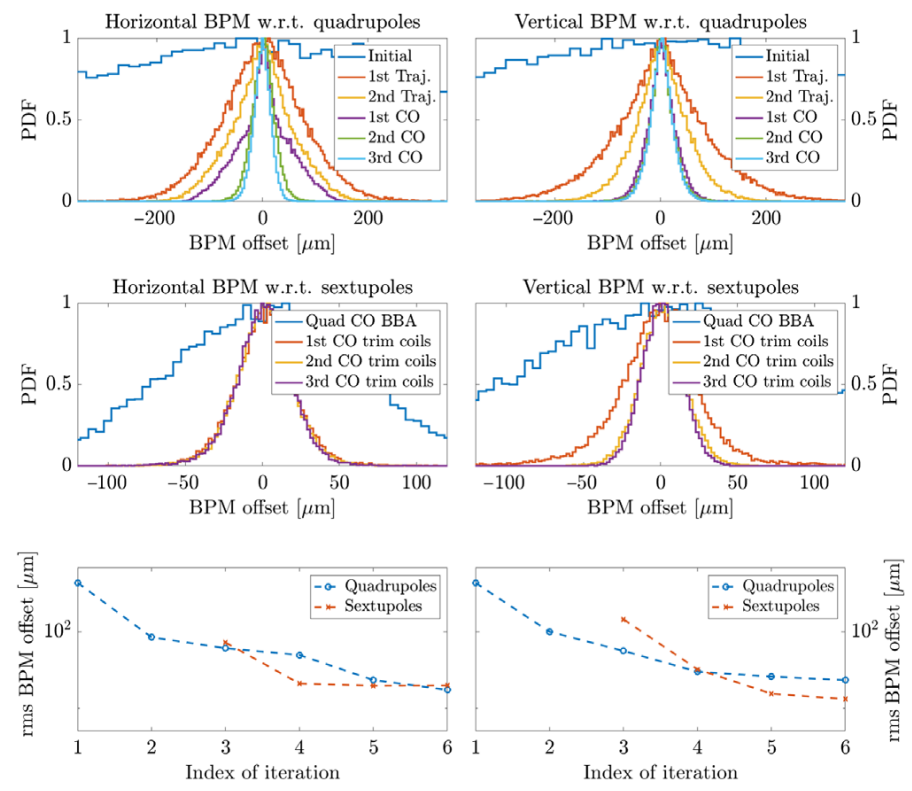 Horizontal BPM w.r.t. quadrupoles
1
0.5
0
PDF
Initial
1st Traj.
2nd Traj.
1st CO
2nd CO
3rd CO
−200 0 200
BPM offset [μm]
Vertical BPM w.r.t. quadrupoles
1
0.5
0
PDF
Initial
1st Traj.
2nd Traj.
1st CO
2nd CO
3rd CO
−200 0 200
BPM offset [μm]
Horizontal BPM w.r.t. sextupoles
1
0.5
0
PDF
Quad CO BBA
1st CO trim coils
2nd CO trim coils
3rd CO trim coils
−100 −50 0 50 100
BPM offset [μm]
Vertical BPM w.r.t. sextupoles
1
0.5
0
PDF
Quad CO BBA
1st CO trim coils
2nd CO trim coils
3rd CO trim coils
−100 −50 0 50 100
BPM offset [μm]
rms BPM offset [μm]
10²
Quadrupoles
Sextupoles
1 2 3 4 5 6
Index of iteration
Quadrupoles
Sextupoles
10²
rms BPM offset [μm]
1 2 3 4 5 6
Index of iteration